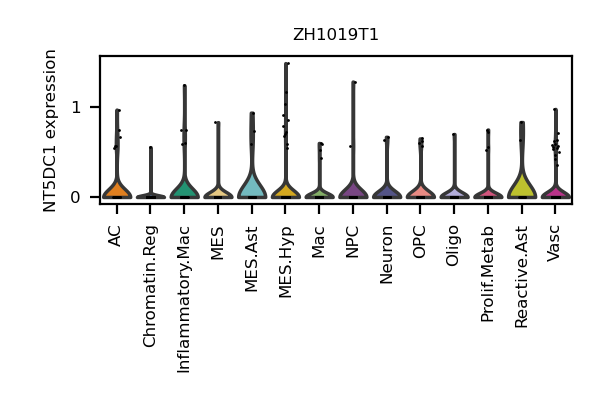 ZH1019T1
NT5DC1 expression
1
0
AC
Chromatin.Reg
Inflammatory.Mac
MES
MES.Ast
MES.Hyp
Mac
NPC
Neuron
OPC
Oligo
Prolif.Metab
Reactive.Ast
Vasc